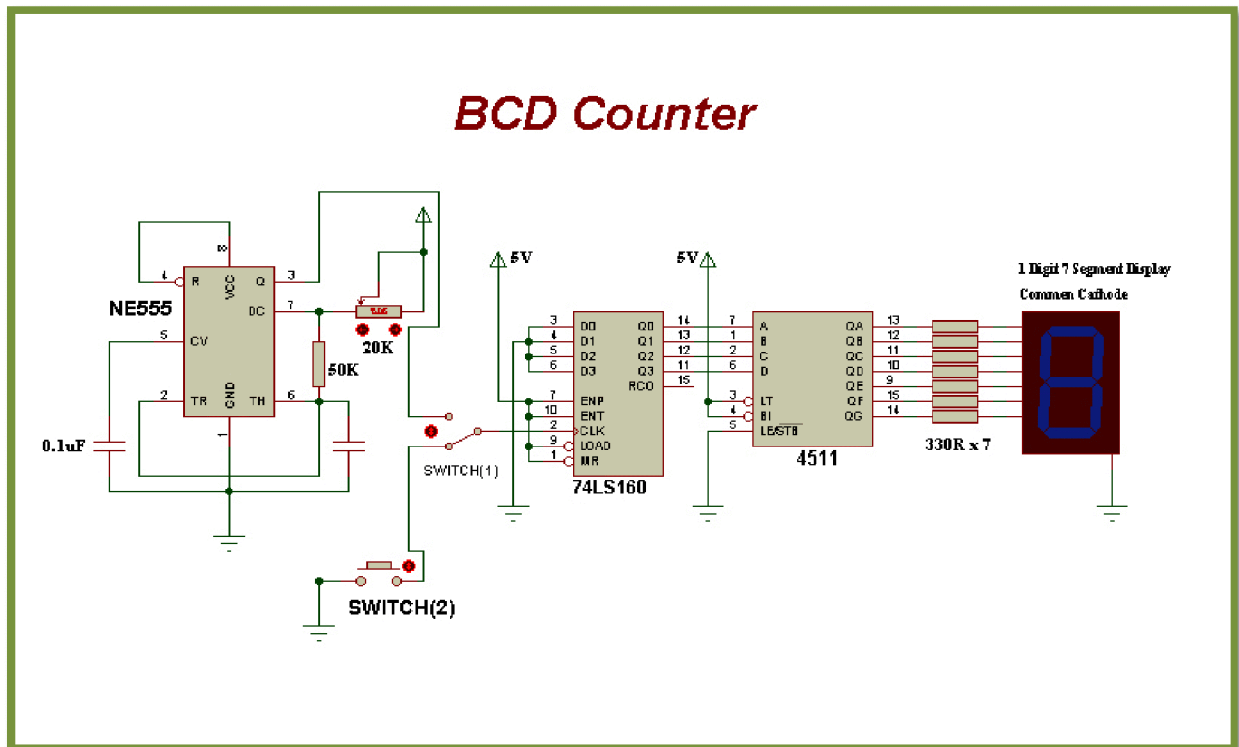 BCD Counter
NE555
4 R
8 VCC
Q 3
DC 7
5 CV
2 TR
GND 1
TH 6
20K
50K
0.1uF
SWITCH(1)
SWITCH(2)
5V
3 D0 Q0 14
4 D1 Q1 13
5 D2 Q2 12
6 D3 Q3 11
RCO 15
7 ENP
10 ENT
2 CLK
9 LOAD
1 MR
74LS160
5V
7 A QA 13
1 B QB 12
2 C QC 11
6 D QD 10
QE 9
3 LT QF 15
4 BI QG 14
5 LE/STB
4511
330R x 7
1 Digit 7 Segment Display
Commen Cathode